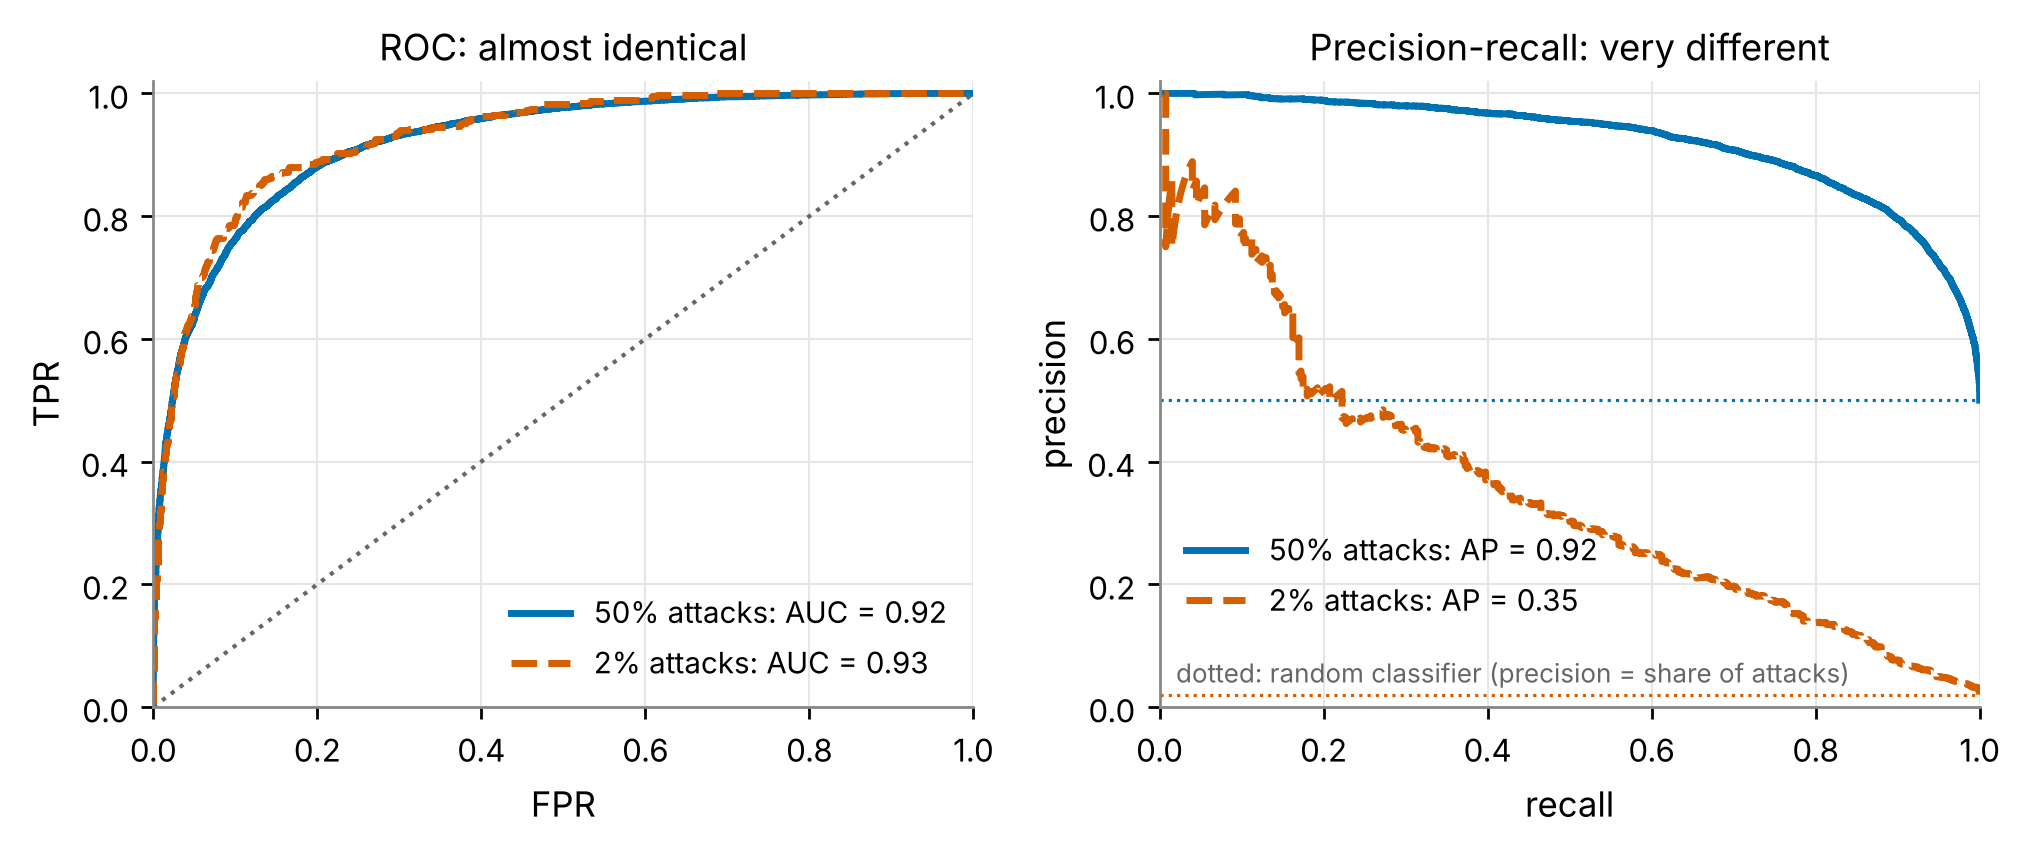 ROC: almost identical
1.0
0.8
0.6
0.4
0.2
0.0
TPR
50% attacks: AUC = 0.92
2% attacks: AUC = 0.93
0.0 0.2 0.4 0.6 0.8 1.0
FPR
Precision-recall: very different
1.0
0.8
0.6
0.4
0.2
0.0
precision
50% attacks: AP = 0.92
2% attacks: AP = 0.35
dotted: random classifier (precision = share of attacks)
0.0 0.2 0.4 0.6 0.8 1.0
recall